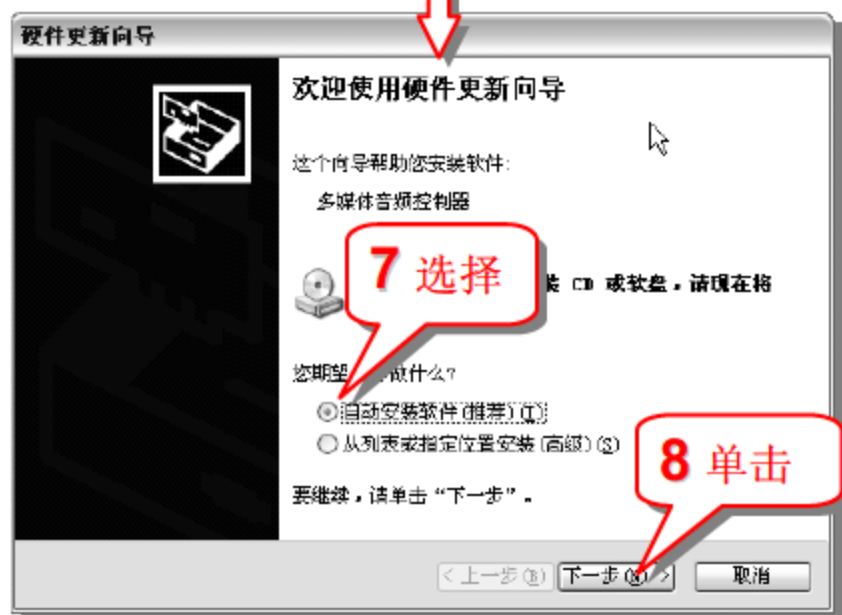 硬件更新向导
欢迎使用硬件更新向导
这个向导帮助您安装软件:
多媒体音频控制器
7 选择
装 CD 或软盘，请现在将
您期望 做什么?
自动安装软件(推荐)(I)
从列表或指定位置安装(高级)(S)
8 单击
要继续，请单击“下一步”。
<上一步(B)
下一步(N)>
取消